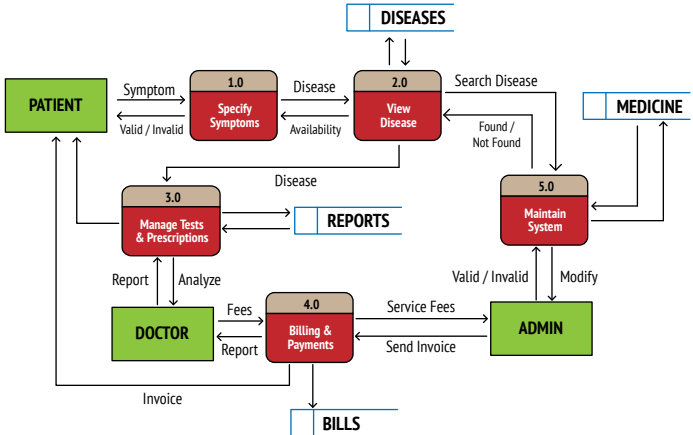 DISEASES
1.0
2.0
Symptom
Disease
Search Disease
PATIENT
Specify
Symptoms
View
Disease
MEDICINE
Valid / Invalid
Availability
Found /
Not Found
Disease
3.0
5.0
Manage Tests
& Prescriptions
REPORTS
Maintain
System
Report
Analyze
Valid / Invalid
Modify
4.0
Fees
Service Fees
DOCTOR
Billing &
Payments
ADMIN
Report
Send Invoice
Invoice
BILLS